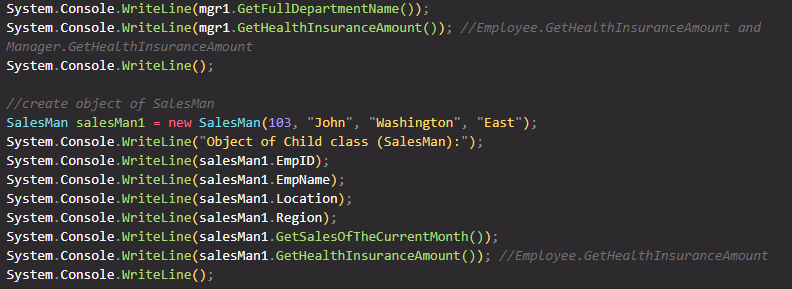 System.Console.WriteLine(mgr1.GetFullDepartmentName());
System.Console.WriteLine(mgr1.GetHealthInsuranceAmount()); //Employee.GetHealthInsuranceAmount and
Manager.GetHealthInsuranceAmount
System.Console.WriteLine();

//create object of SalesMan
SalesMan salesMan1 = new SalesMan(103, "John", "Washington", "East");
System.Console.WriteLine("Object of Child class (SalesMan):");
System.Console.WriteLine(salesMan1.EmpID);
System.Console.WriteLine(salesMan1.EmpName);
System.Console.WriteLine(salesMan1.Location);
System.Console.WriteLine(salesMan1.Region);
System.Console.WriteLine(salesMan1.GetSalesOfTheCurrentMonth());
System.Console.WriteLine(salesMan1.GetHealthInsuranceAmount()); //Employee.GetHealthInsuranceAmount
System.Console.WriteLine();